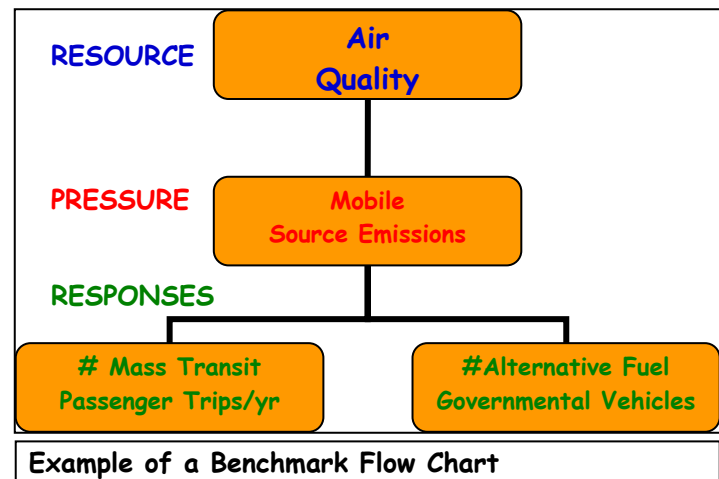 RESOURCE
Air
Quality
PRESSURE
Mobile
Source Emissions
RESPONSES
# Mass Transit
Passenger Trips/yr
#Alternative Fuel
Governmental Vehicles
Example of a Benchmark Flow Chart